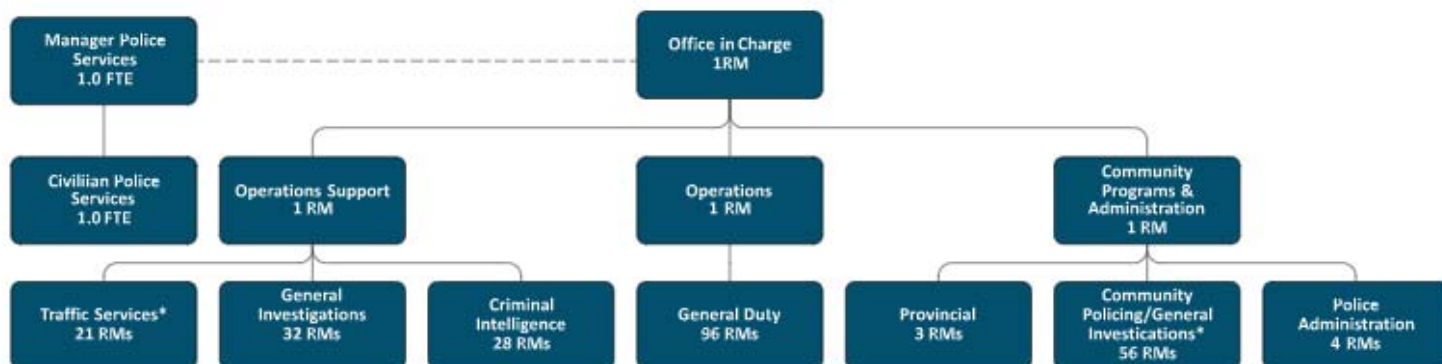 Manager Police
Services
1.0 FTE
Office in Charge
1RM
Civiliian Police
Services
1.0 FTE
Operations Support
1 RM
Operations
1 RM
Community
Programs &
Administration
1 RM
Traffic Services*
21 RMs
General
Investigations
32 RMs
Criminal
Intelligence
28 RMs
General Duty
96 RMs
Provincial
3 RMs
Community
Policing/General
Investications*
56 RMs
Police
Administration
4 RMs